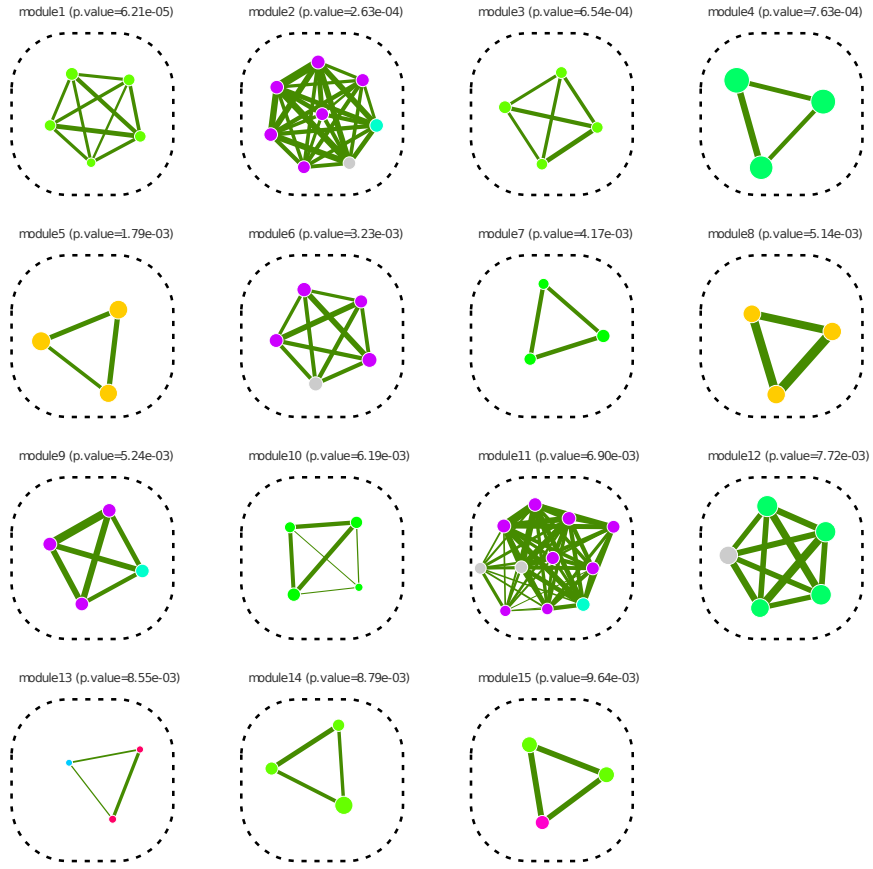 module1 (p.value=6.21e-05)
module2 (p.value=2.63e-04)
module3 (p.value=6.54e-04)
module4 (p.value=7.63e-04)
module5 (p.value=1.79e-03)
module6 (p.value=3.23e-03)
module7 (p.value=4.17e-03)
module8 (p.value=5.14e-03)
module9 (p.value=5.24e-03)
module10 (p.value=6.19e-03)
module11 (p.value=6.90e-03)
module12 (p.value=7.72e-03)
module13 (p.value=8.55e-03)
module14 (p.value=8.79e-03)
module15 (p.value=9.64e-03)